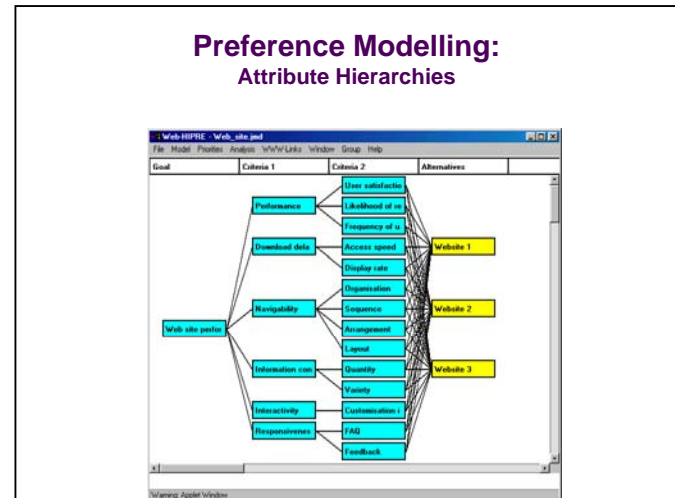 Preference Modelling:
Attribute Hierarchies
Web-HIPRE - Web_site.jmd
File Model Priorities Analysis WWW-Links Window Group Help
Goal Criteria 1 Criteria 2 Alternatives
User satisfactio
Performance Likelihood of re
Frequency of u
Download dela Access speed Website 1
Display rate
Organisation
Navigability Sequence Website 2
Web site perfor Arrangement
Layout
Information con Quantity Website 3
Variety
Interactivity Customisation i
Responsivenes FAQ
Feedback
Warning: Applet Window